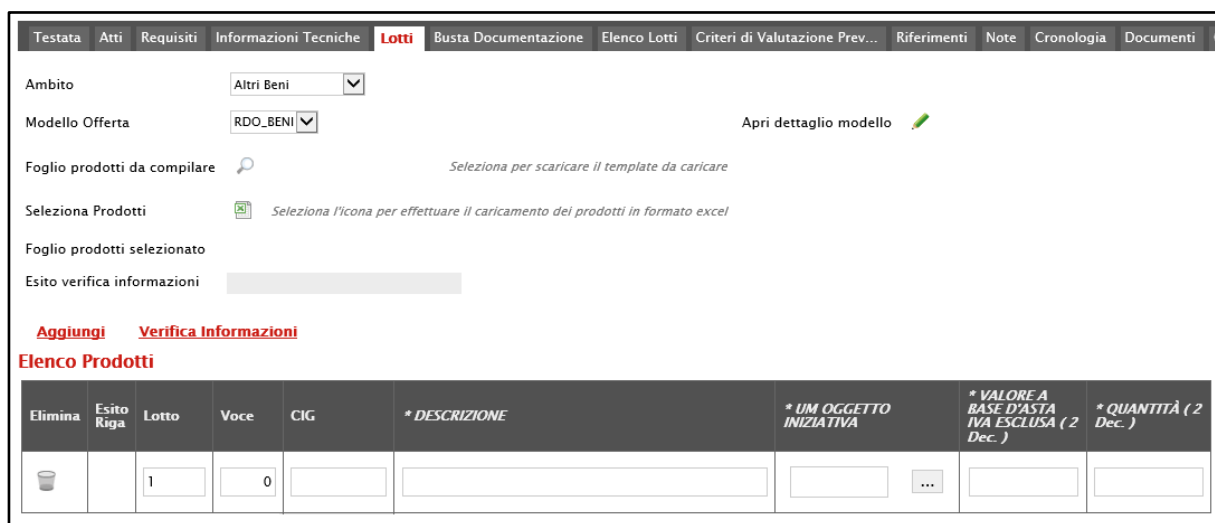 Testata Atti Requisiti Informazioni Tecniche Lotti Busta Documentazione Elenco Lotti Criteri di Valutazione Prev... Riferimenti Note Cronologia Documenti
Ambito Altri Beni
Modello Offerta RDO_BENI Apri dettaglio modello
Foglio prodotti da compilare Seleziona per scaricare il template da caricare
Seleziona Prodotti Seleziona l'icona per effettuare il caricamento dei prodotti in formato excel
Foglio prodotti selezionato
Esito verifica informazioni
Aggiungi Verifica Informazioni
Elenco Prodotti
Elimina Esito Riga Lotto Voce CIG * DESCRIZIONE * UM OGGETTO INIZIATIVA * VALORE A BASE D'ASTA IVA ESCLUSA ( 2 Dec. ) * QUANTITÀ ( 2 Dec. )
1 0 ...